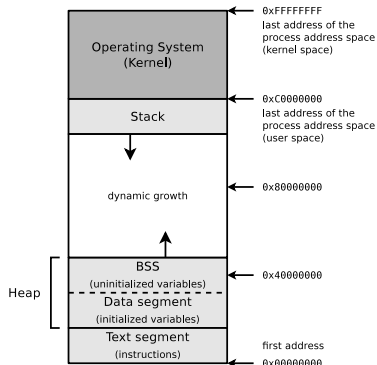 0xFFFFFFFF
last address of the
process address space
(kernel space)
Operating System
(Kernel)
0xC0000000
last address of the
process address space
(user space)
Stack
dynamic growth
0x80000000
BSS
(uninitialized variables)
0x40000000
Heap
Data segment
(initialized variables)
Text segment
(instructions)
first address
0x00000000